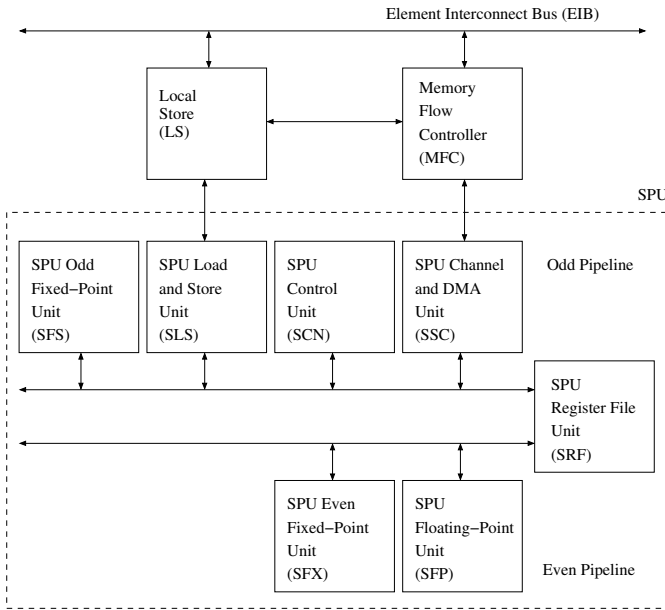 Element Interconnect Bus (EIB)
Local
Store
(LS)
Memory
Flow
Controller
(MFC)
SPU
SPU Odd
Fixed−Point
Unit
(SFS)
SPU Load
and Store
Unit
(SLS)
SPU
Control
Unit
(SCN)
SPU Channel
and DMA
Unit
(SSC)
Odd Pipeline
SPU
Register File
Unit
(SRF)
SPU Even
Fixed−Point
Unit
(SFX)
SPU
Floating−Point
Unit
(SFP)
Even Pipeline